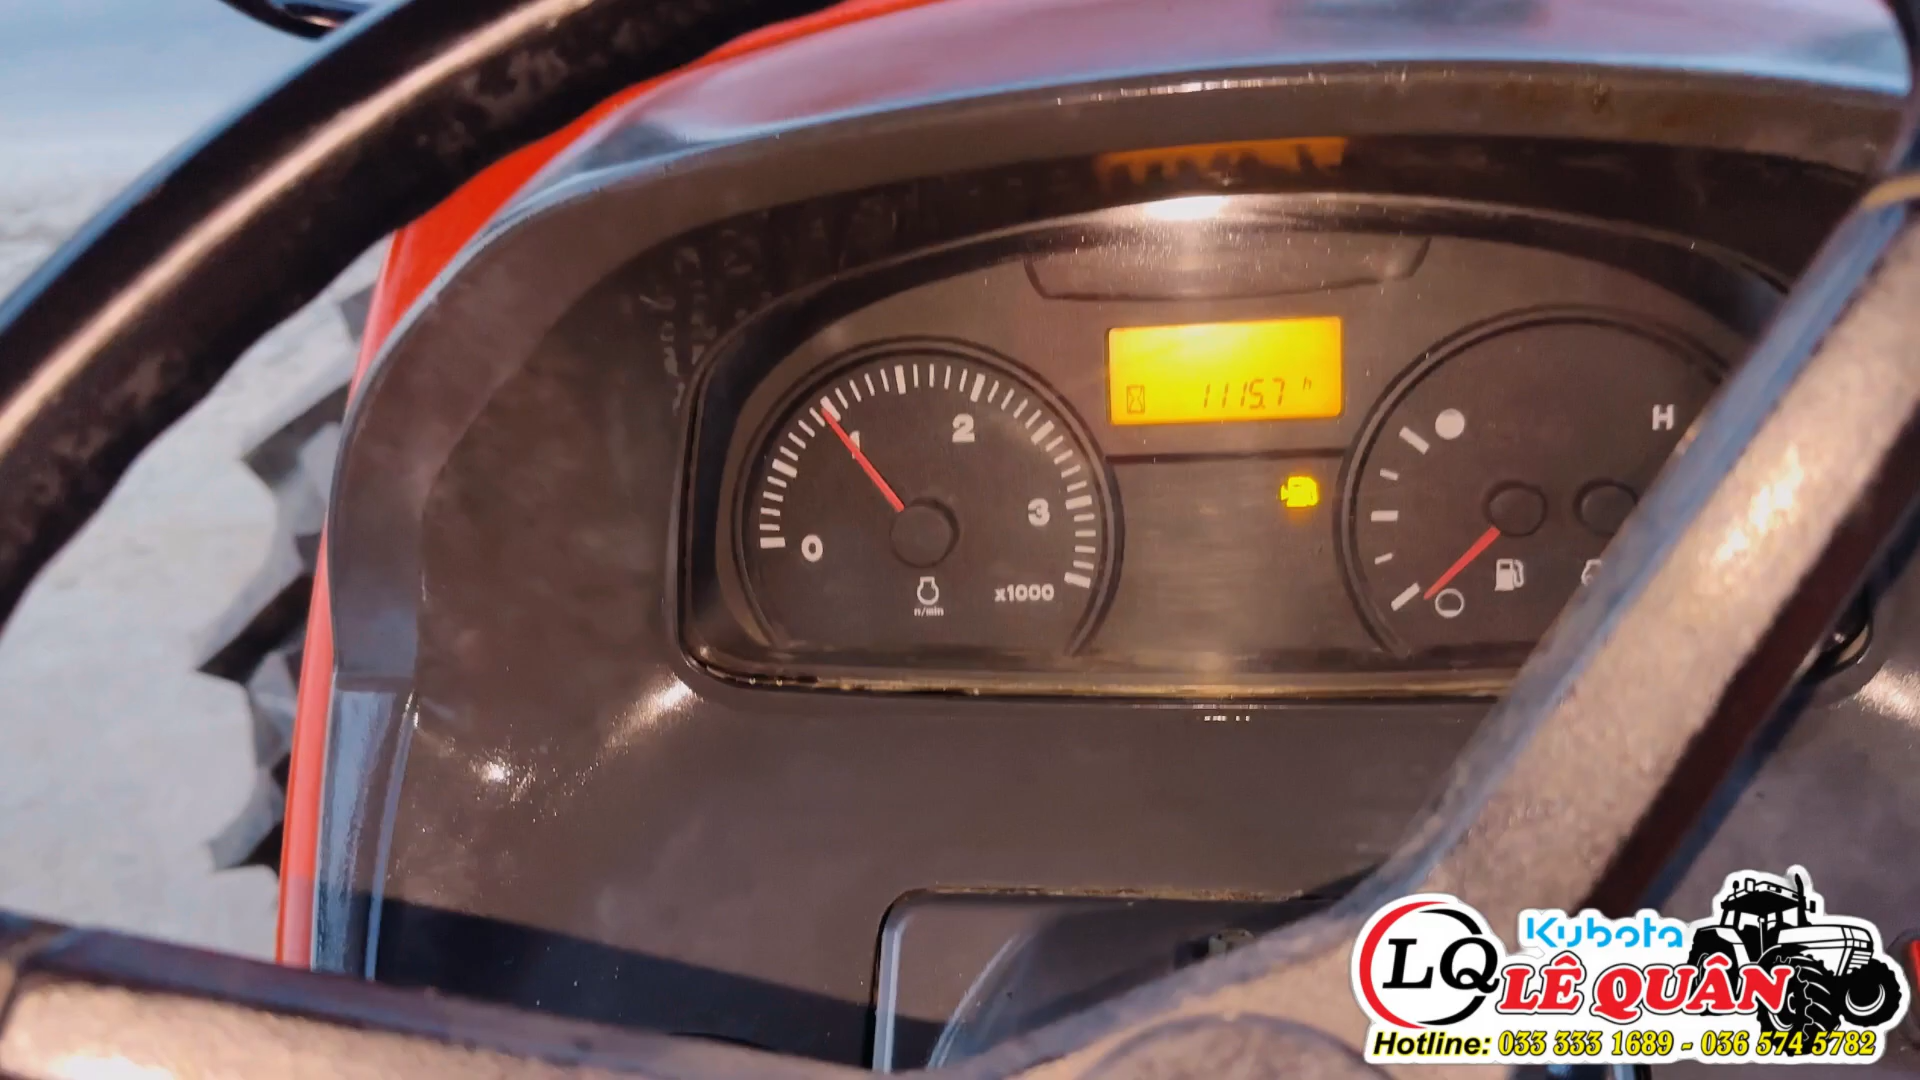 1115.7 h
1
2
3
0
x1000
n/min
H
LQ
Kubota
LÊ QUÂN
Hotline: 033 333 1689 - 036 574 5782